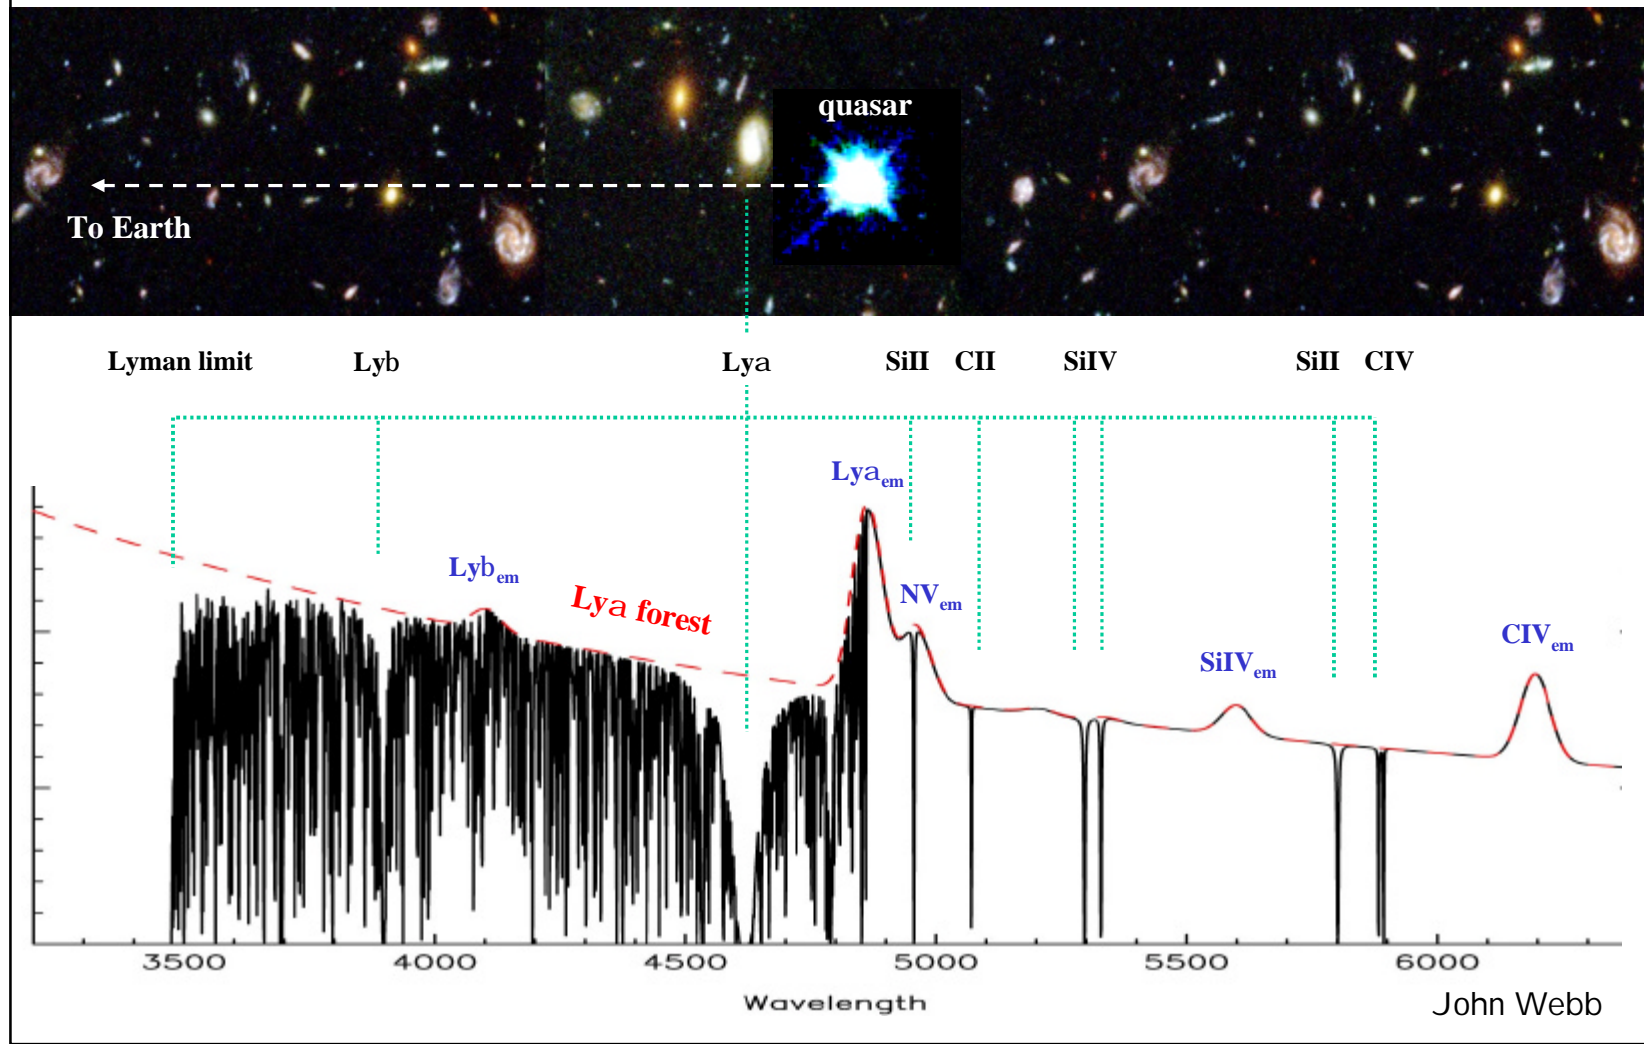 quasar
To Earth
Lyman limit Lyb Lya SiII CII SiIV SiII CIV
Lyaem
Lybem
Lya forest
NVem
SiIVem
CIVem
3500 4000 4500 5000 5500 6000
Wavelength
John Webb